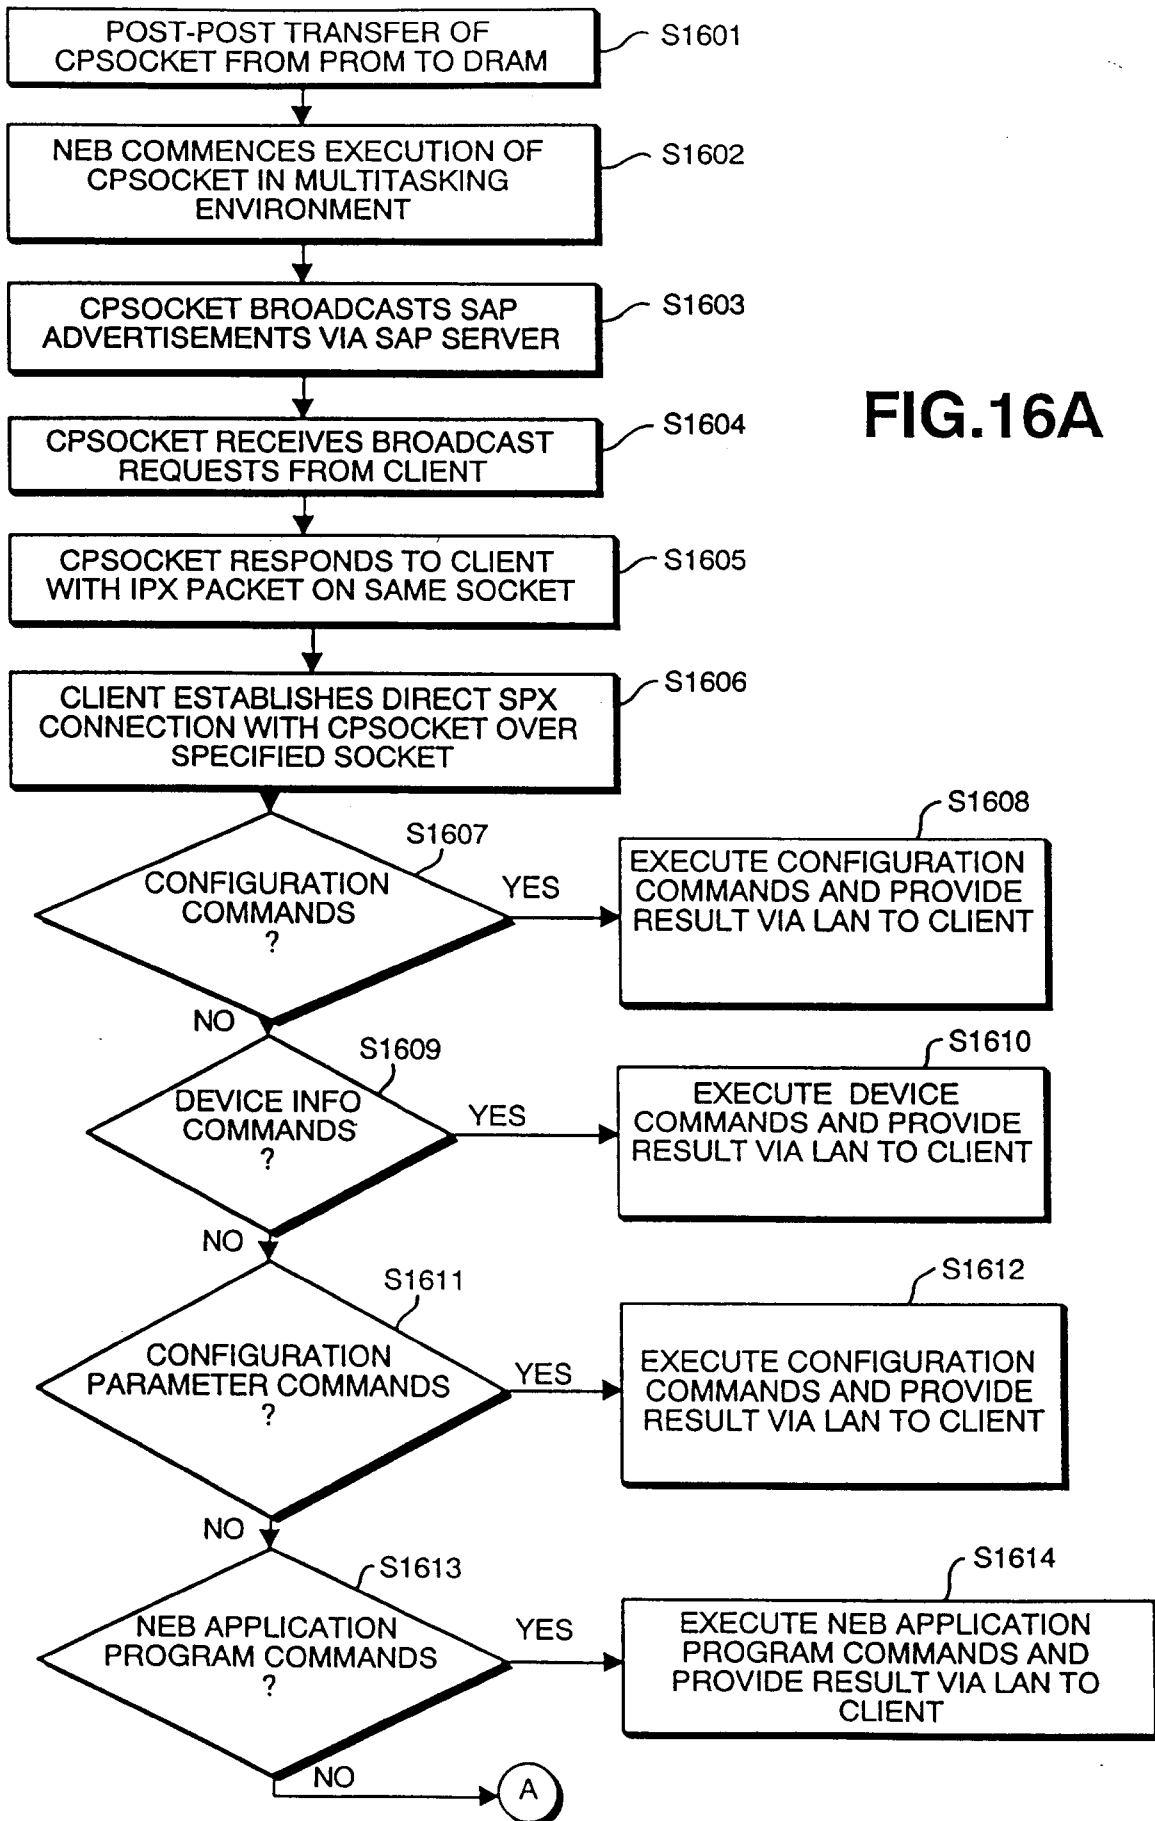 POST-POST TRANSFER OF
CPSOCKET FROM PROM TO DRAM
S1601
NEB COMMENCES EXECUTION OF
CPSOCKET IN MULTITASKING
ENVIRONMENT
S1602
CPSOCKET BROADCASTS SAP
ADVERTISEMENTS VIA SAP SERVER
S1603
FIG.16A
CPSOCKET RECEIVES BROADCAST
REQUESTS FROM CLIENT
S1604
CPSOCKET RESPONDS TO CLIENT
WITH IPX PACKET ON SAME SOCKET
S1605
CLIENT ESTABLISHES DIRECT SPX
CONNECTION WITH CPSOCKET OVER
SPECIFIED SOCKET
S1606
S1607
CONFIGURATION
COMMANDS
?
YES
NO
S1608
EXECUTE CONFIGURATION
COMMANDS AND PROVIDE
RESULT VIA LAN TO CLIENT
S1609
DEVICE INFO
COMMANDS
?
YES
NO
S1610
EXECUTE DEVICE
COMMANDS AND PROVIDE
RESULT VIA LAN TO CLIENT
S1611
CONFIGURATION
PARAMETER COMMANDS
?
YES
NO
S1612
EXECUTE CONFIGURATION
COMMANDS AND PROVIDE
RESULT VIA LAN TO CLIENT
S1613
NEB APPLICATION
PROGRAM COMMANDS
?
YES
NO
S1614
EXECUTE NEB APPLICATION
PROGRAM COMMANDS AND
PROVIDE RESULT VIA LAN TO
CLIENT
A